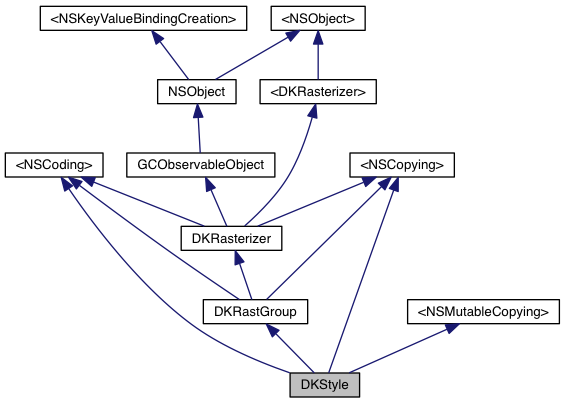 <NSKeyValueBindingCreation>
<NSObject>
NSObject
<DKRasterizer>
<NSCoding>
GCObservableObject
<NSCopying>
DKRasterizer
DKRastGroup
<NSMutableCopying>
DKStyle